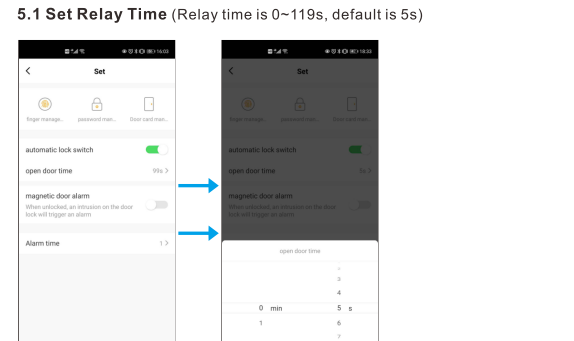 5.1 Set Relay Time (Relay time is 0~119s, default is 5s)
16:03
Set
finger manage... password man... Door card man...
automatic lock switch
open door time 99s >
magnetic door alarm
When unlocked, an intrusion on the door
lock will trigger an alarm
Alarm time 1 >
18:33
Set
finger manage... password man... Door card man...
automatic lock switch
open door time 5s >
magnetic door alarm
When unlocked, an intrusion on the door
lock will trigger an alarm
open door time
3
4
0 min 5 s
1 6
7